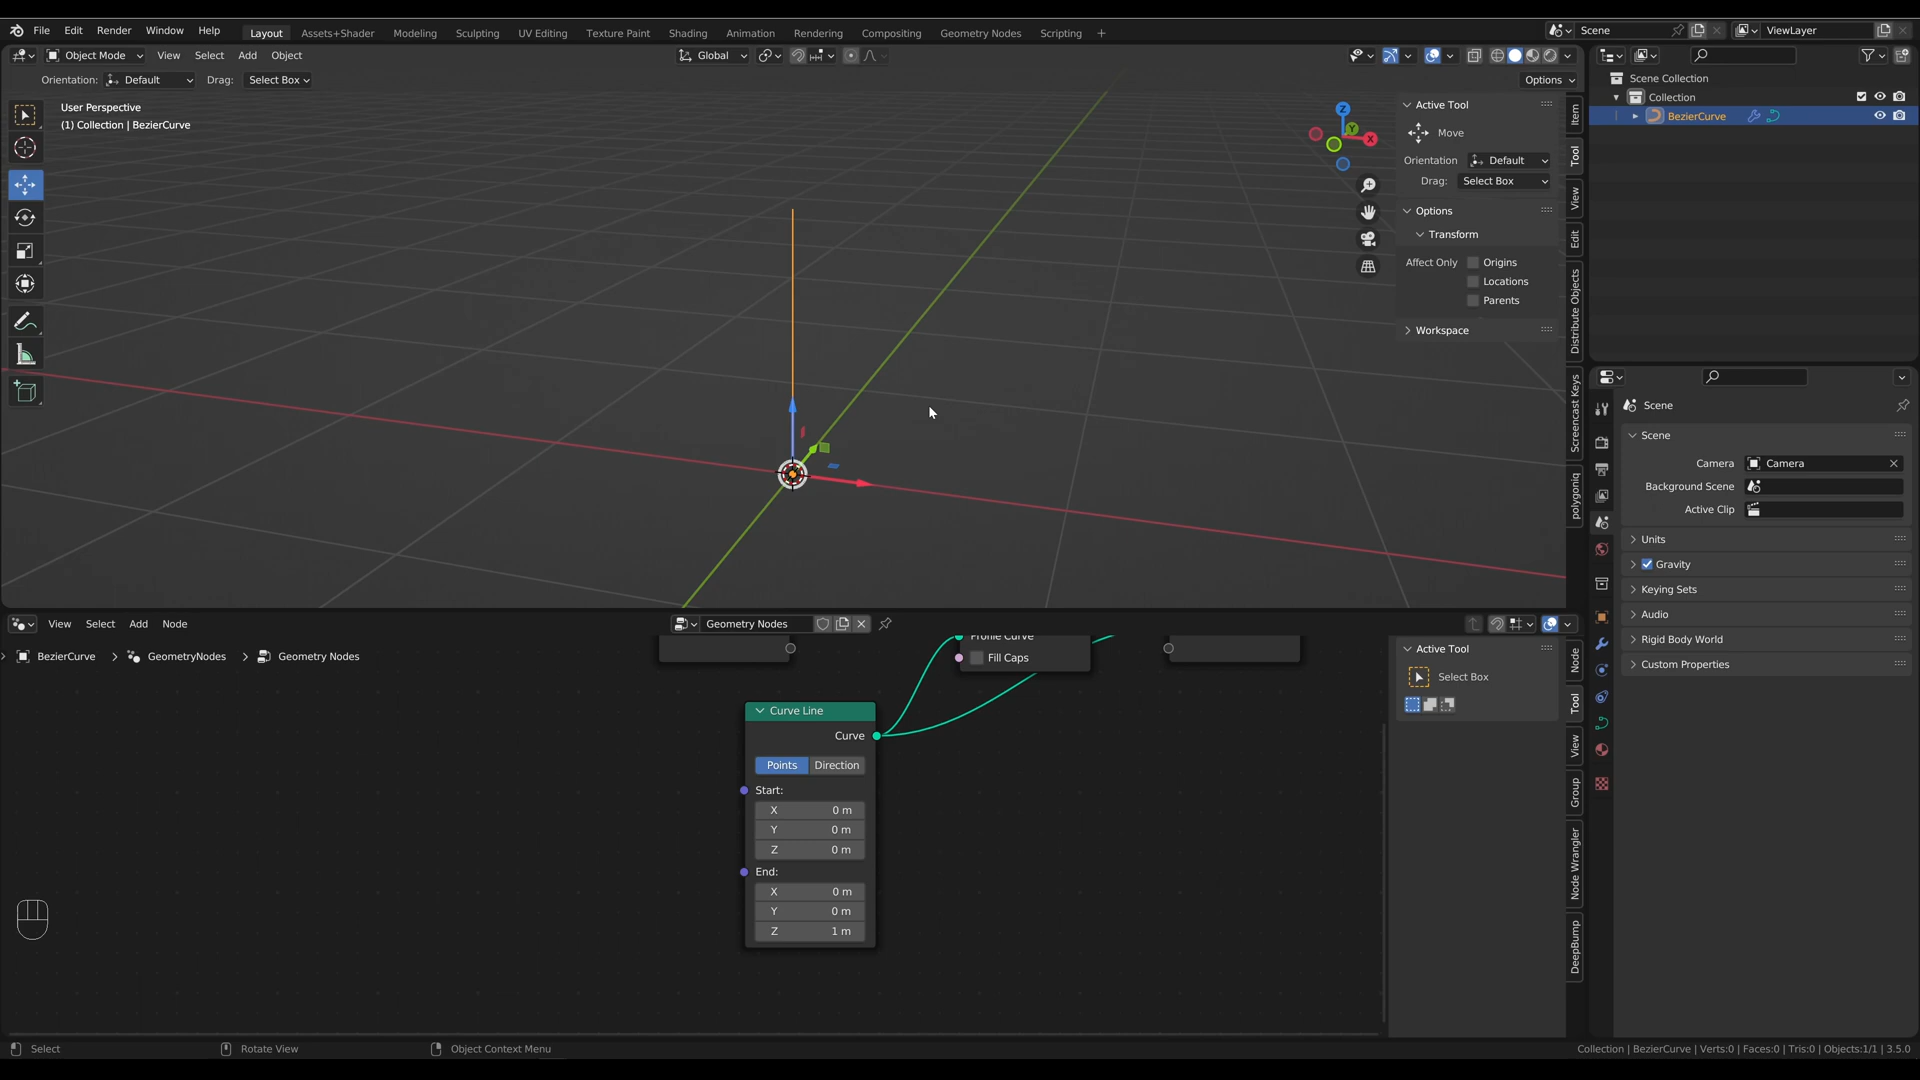 File Edit Render Window Help Layout Assets+Shader Modeling Sculpting UV Editing Texture Paint Shading Animation Rendering Compositing Geometry Nodes Scripting + Scene ViewLayer
Object Mode View Select Add Object Global
Orientation: Default Drag: Select Box Options
User Perspective
(1) Collection | BezierCurve
Z
Y
X
Active Tool
Move
Orientation Default
Drag: Select Box
Options
Transform
Affect Only Origins
Locations
Parents
Workspace
Item
Tool
View
Edit
Distribute Objects
Screencast Keys
polygoniq
Scene Collection
Collection
BezierCurve
Scene
Scene
Camera Camera
Background Scene
Active Clip
Units
Gravity
Keying Sets
Audio
Rigid Body World
Custom Properties
View Select Add Node Geometry Nodes
BezierCurve > GeometryNodes > Geometry Nodes
Profile Curve
Fill Caps
Curve Line
Curve
Points Direction
Start:
X 0 m
Y 0 m
Z 0 m
End:
X 0 m
Y 0 m
Z 1 m
Active Tool
Select Box
Node
Tool
View
Group
Node Wrangler
DeepBump
Select Rotate View Object Context Menu Collection | BezierCurve | Verts:0 | Faces:0 | Tris:0 | Objects:1/1 | 3.5.0